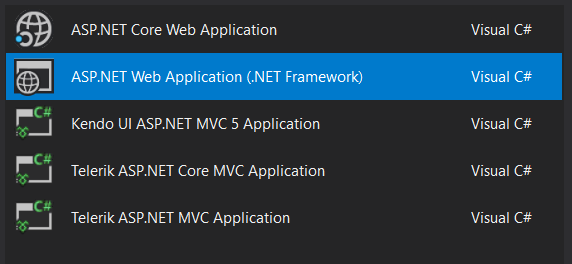 ASP.NET Core Web Application Visual C#
ASP.NET Web Application (.NET Framework) Visual C#
C# Kendo UI ASP.NET MVC 5 Application Visual C#
C# Telerik ASP.NET Core MVC Application Visual C#
C# Telerik ASP.NET MVC Application Visual C#